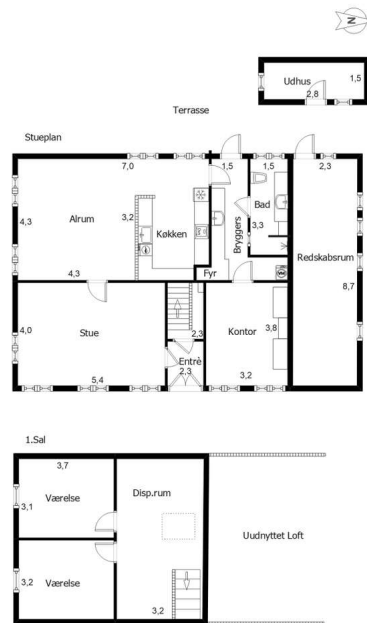 N
Udhus
1,5
2,8
Terrasse
Stueplan
7,0
1,5
1,5
2,3
Bad
4,3
Alrum
3,2
Køkken
Bryggers
3,3
Redskabsrum
4,3
Fyr
8,7
4,0
Stue
2,3
Kontor
3,8
Entrè
2,3
3,2
5,4
1.Sal
3,7
Værelse
Disp.rum
3,1
Uudnyttet Loft
3,2
Værelse
3,2